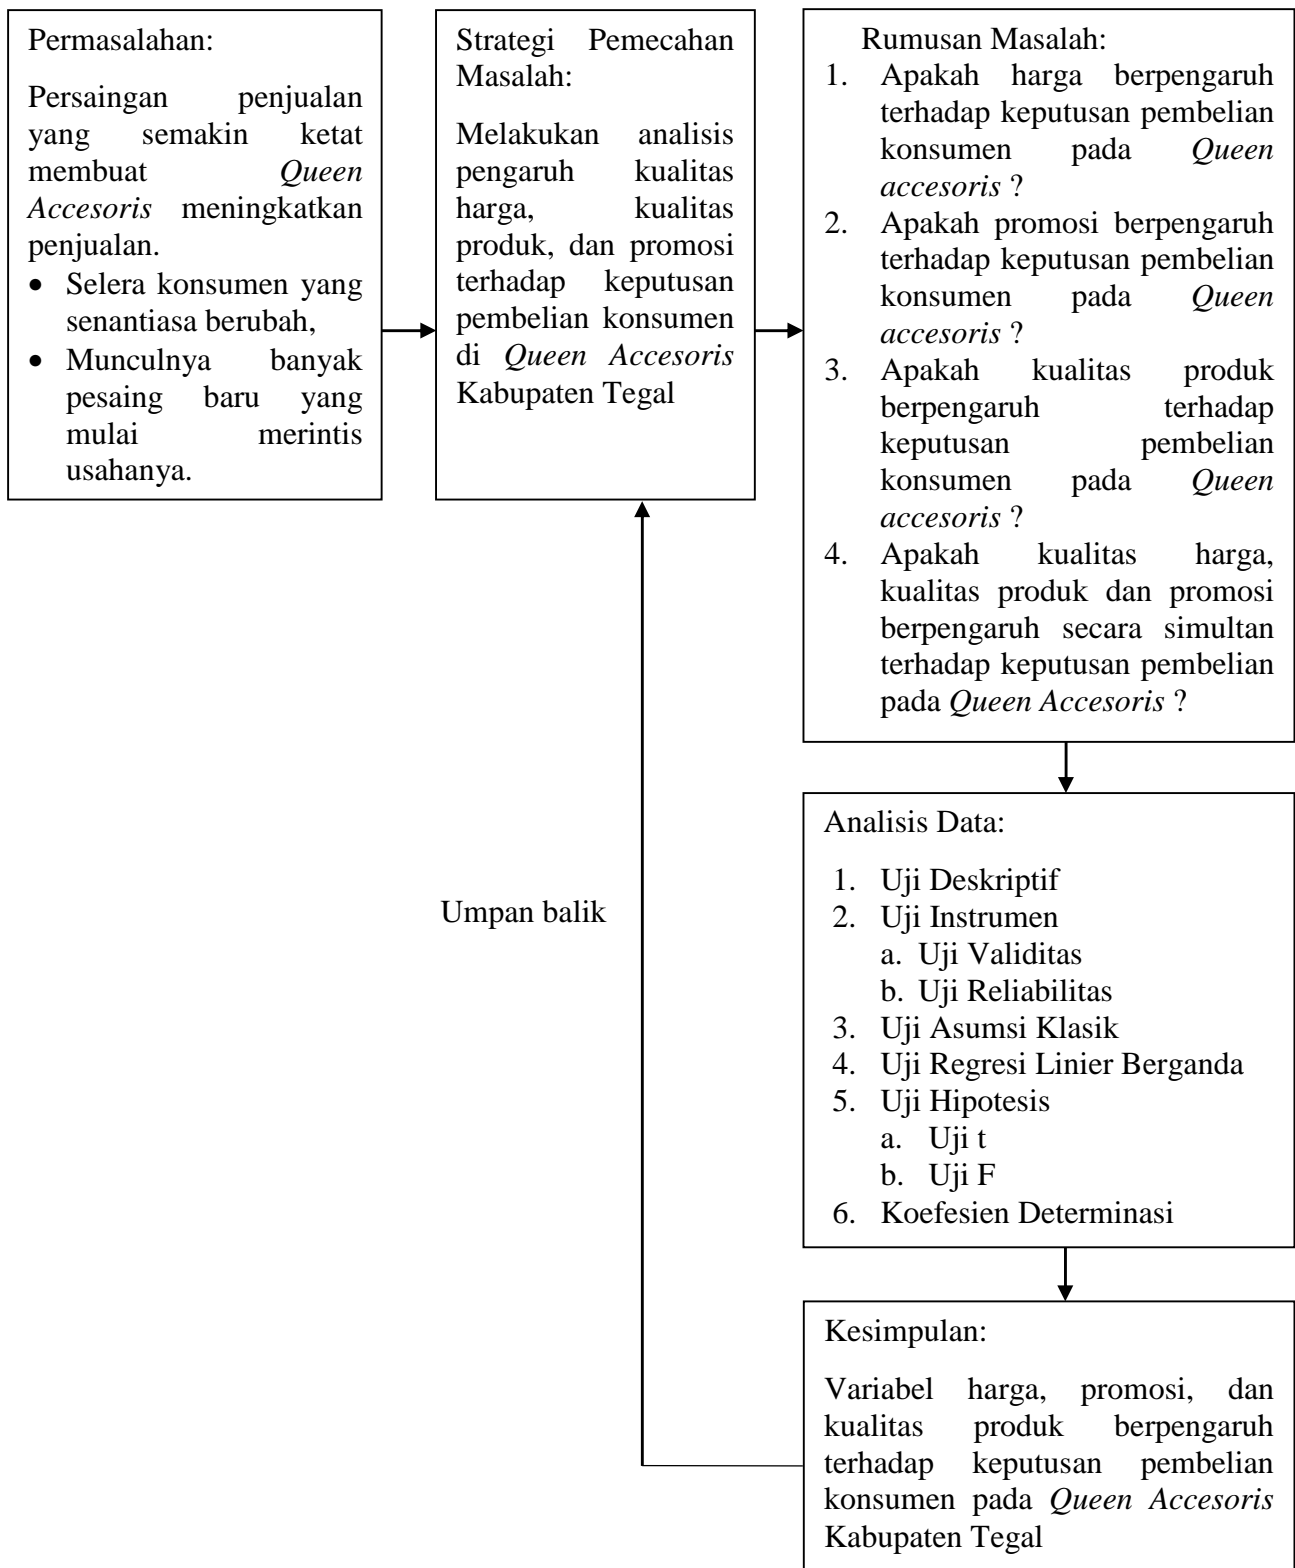 Permasalahan:
Persaingan penjualan
yang semakin ketat
membuat Queen
Accesoris meningkatkan
penjualan.
• Selera konsumen yang
senantiasa berubah,
• Munculnya banyak
pesaing baru yang
mulai merintis
usahanya.
Strategi Pemecahan
Masalah:
Melakukan analisis
pengaruh kualitas
harga, kualitas
produk, dan promosi
terhadap keputusan
pembelian konsumen
di Queen Accesoris
Kabupaten Tegal
Rumusan Masalah:
1. Apakah harga berpengaruh
terhadap keputusan pembelian
konsumen pada Queen
accesoris ?
2. Apakah promosi berpengaruh
terhadap keputusan pembelian
konsumen pada Queen
accesoris ?
3. Apakah kualitas produk
berpengaruh terhadap
keputusan pembelian
konsumen pada Queen
accesoris ?
4. Apakah kualitas harga,
kualitas produk dan promosi
berpengaruh secara simultan
terhadap keputusan pembelian
pada Queen Accesoris ?
Analisis Data:
1. Uji Deskriptif
2. Uji Instrumen
a. Uji Validitas
b. Uji Reliabilitas
3. Uji Asumsi Klasik
4. Uji Regresi Linier Berganda
5. Uji Hipotesis
a. Uji t
b. Uji F
6. Koefesien Determinasi
Umpan balik
Kesimpulan:
Variabel harga, promosi, dan
kualitas produk berpengaruh
terhadap keputusan pembelian
konsumen pada Queen Accesoris
Kabupaten Tegal